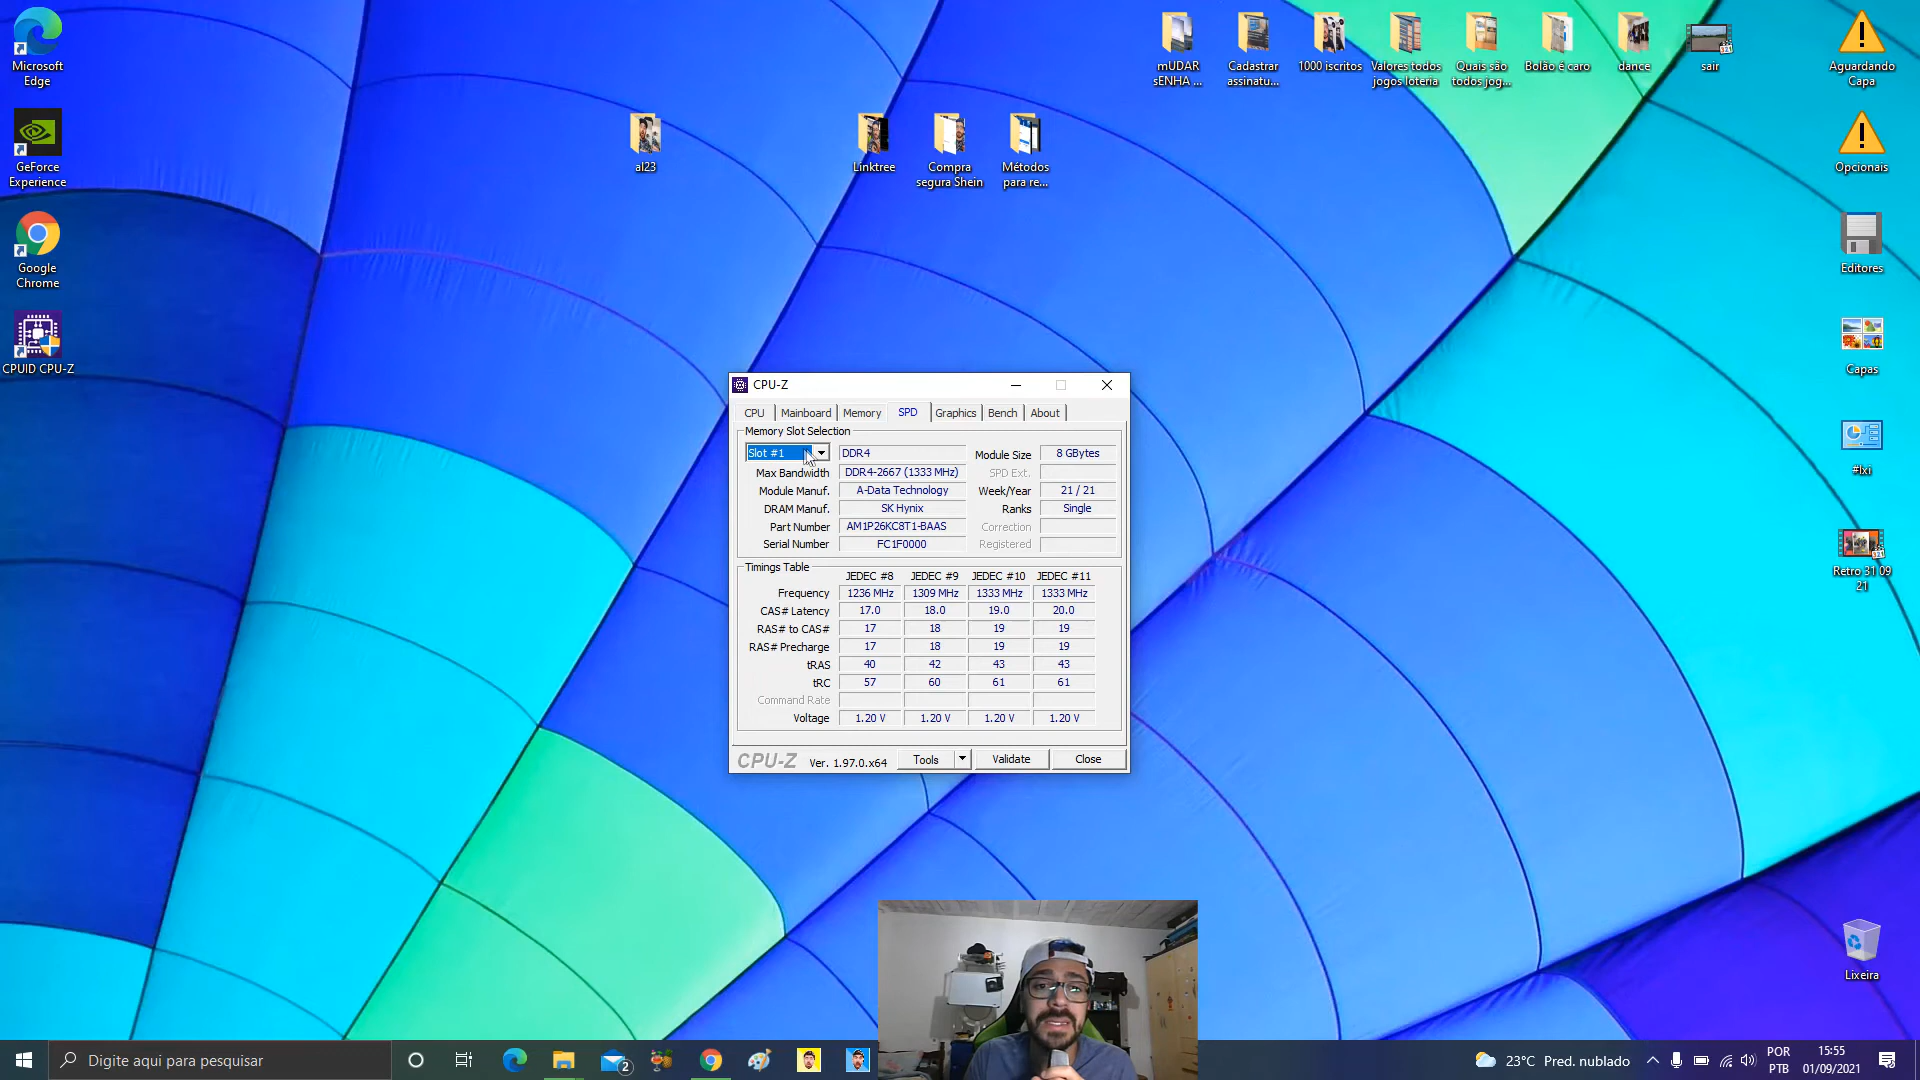 Microsoft
Edge
GeForce
Experience
Google
Chrome
CPUID CPU-Z
al23
Linktree
Compra
segura Shein
Métodos
para re...
mUDAR
sENHA ...
Cadastrar
assinatu...
1000 iscritos
Valores todos
jogos loteria
Quais são
todos jog...
Bolão é caro
dance
sair
Aguardando
Capa
Opcionais
Editores
Capas
#lxi
Retro 31 09
21
Lixeira
CPU-Z
CPU Mainboard Memory SPD Graphics Bench About
Memory Slot Selection
Slot #1 DDR4 Module Size 8 GBytes
Max Bandwidth DDR4-2667 (1333 MHz) SPD Ext.
Module Manuf. A-Data Technology Week/Year 21 / 21
DRAM Manuf. SK Hynix Ranks Single
Part Number AM1P26KC8T1-BAAS Correction
Serial Number FC1F0000 Registered
Timings Table
JEDEC #8 JEDEC #9 JEDEC #10 JEDEC #11
Frequency 1236 MHz 1309 MHz 1333 MHz 1333 MHz
CAS# Latency 17.0 18.0 19.0 20.0
RAS# to CAS# 17 18 19 19
RAS# Precharge 17 18 19 19
tRAS 40 42 43 43
tRC 57 60 61 61
Command Rate
Voltage 1.20 V 1.20 V 1.20 V 1.20 V
CPU-Z Ver. 1.97.0.x64 Tools Validate Close
Digite aqui para pesquisar
2
23°C Pred. nublado
POR
PTB
15:55
01/09/2021